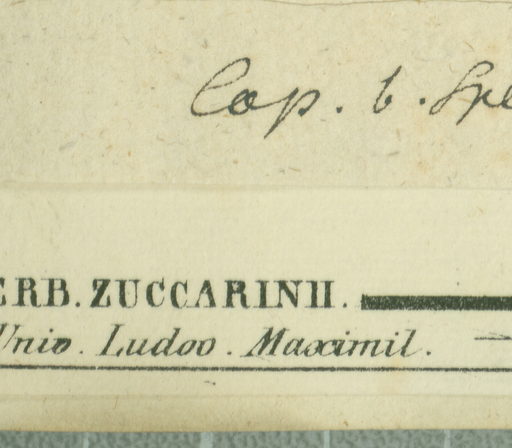 Cap. b. Spe
ERB. ZUCCARINII.
Univ. Ludov. Maximil.